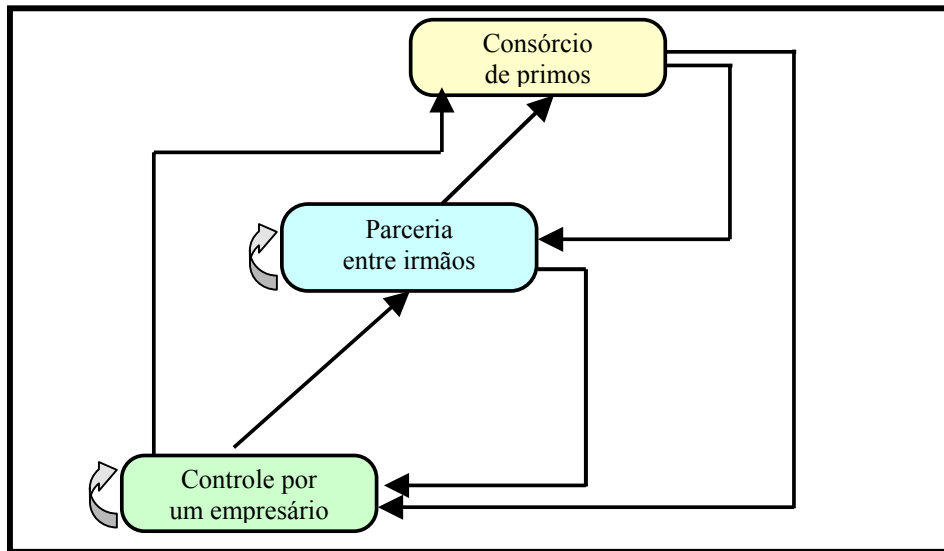 Consórcio
de primos
Parceria
entre irmãos
Controle por
um empresário